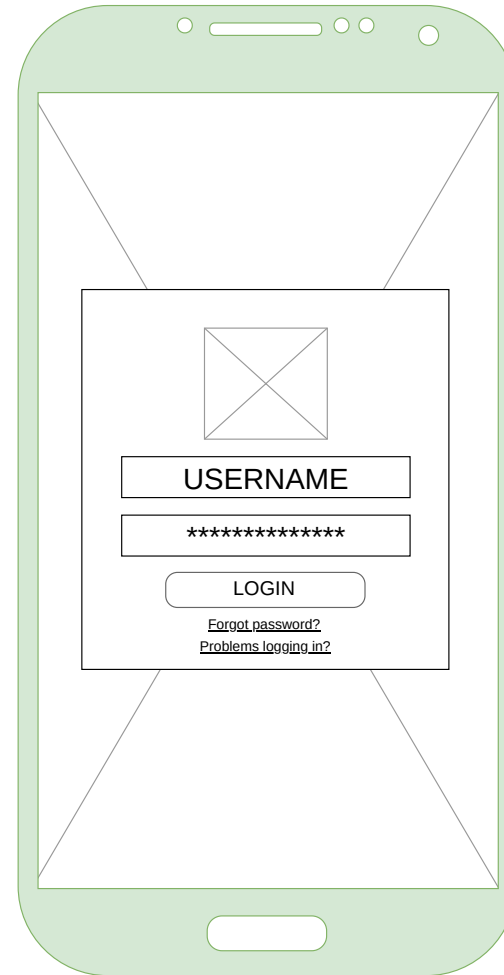 USERNAME
**************
LOGIN
Forgot password?
Problems logging in?